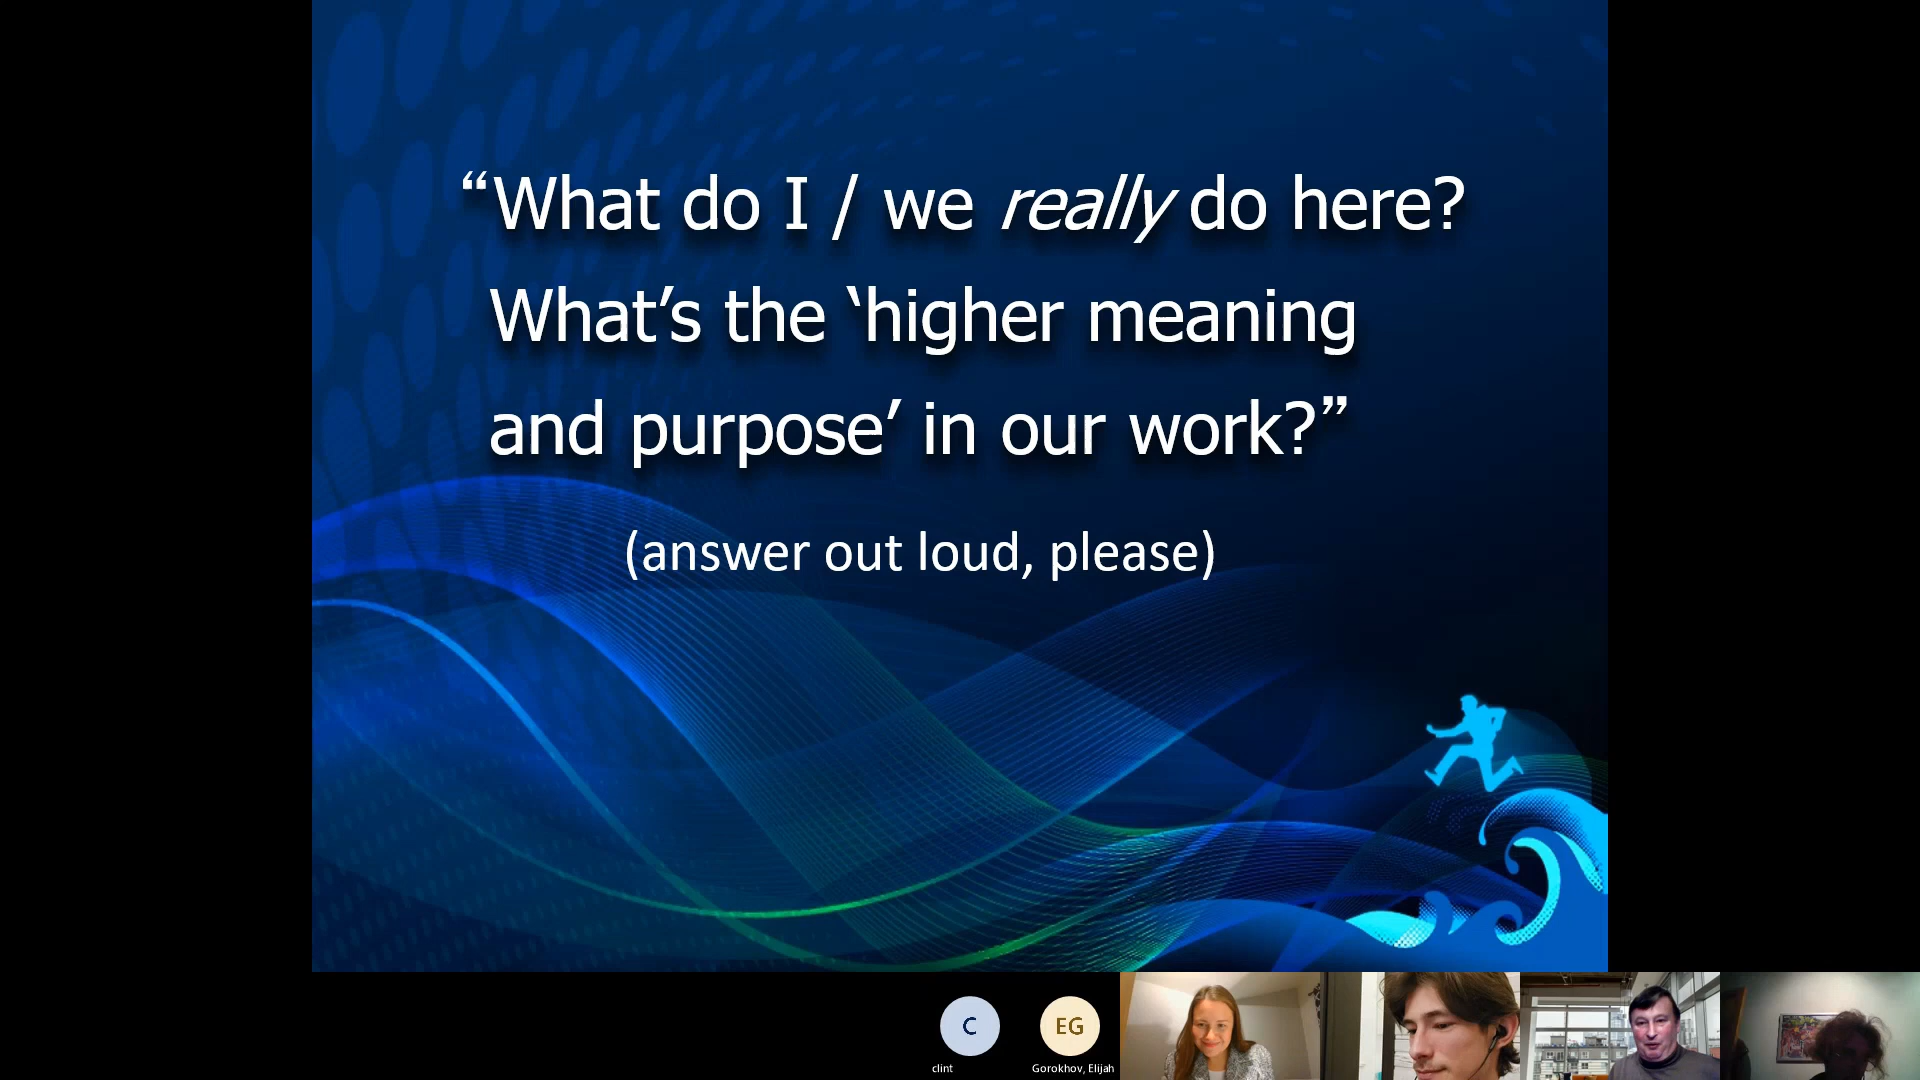 “What do I / we really do here?
What’s the ‘higher meaning
and purpose’ in our work?”
(answer out loud, please)
C
EG
clint
Gorokhov, Elijah